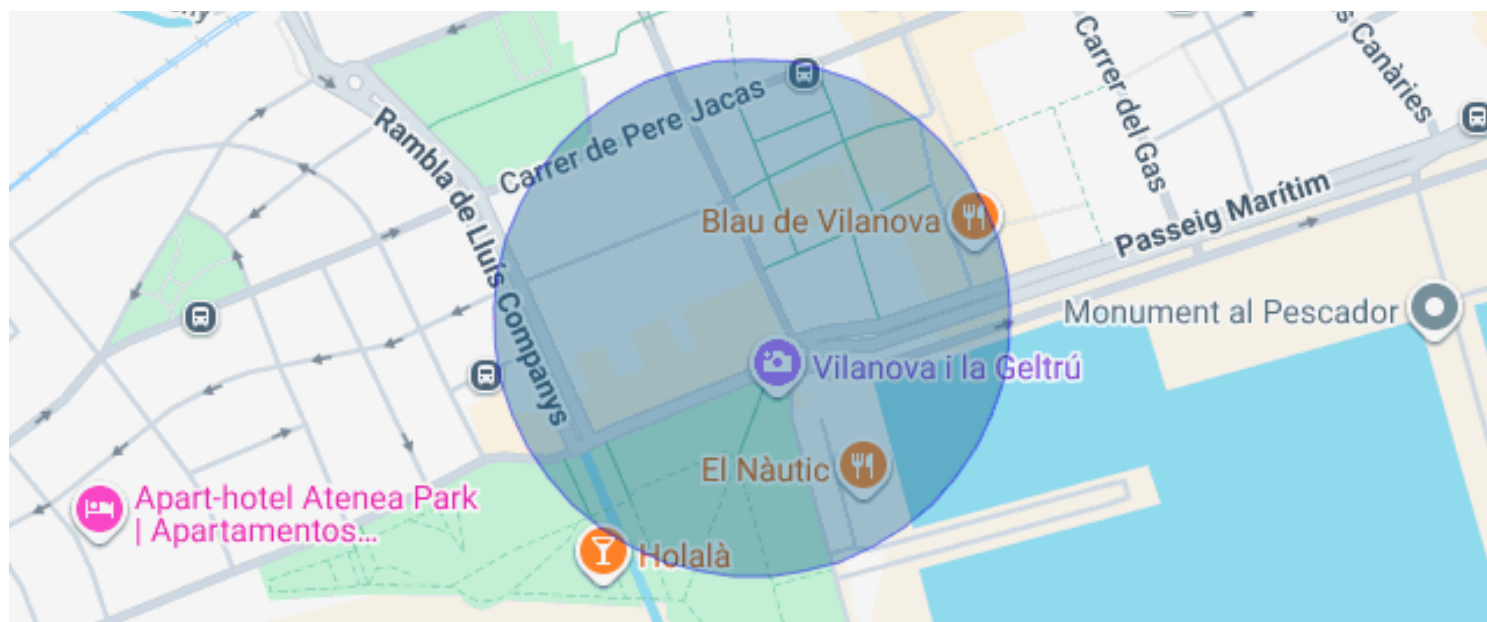 Carrer de Pere Jacas
Rambla de Lluís Companys
Carrer del Gas
Canàries
Passeig Marítim
Blau de Vilanova
Monument al Pescador
Vilanova i la Geltrú
El Nàutic
Apart-hotel Atenea Park
| Apartamentos...
Holalà